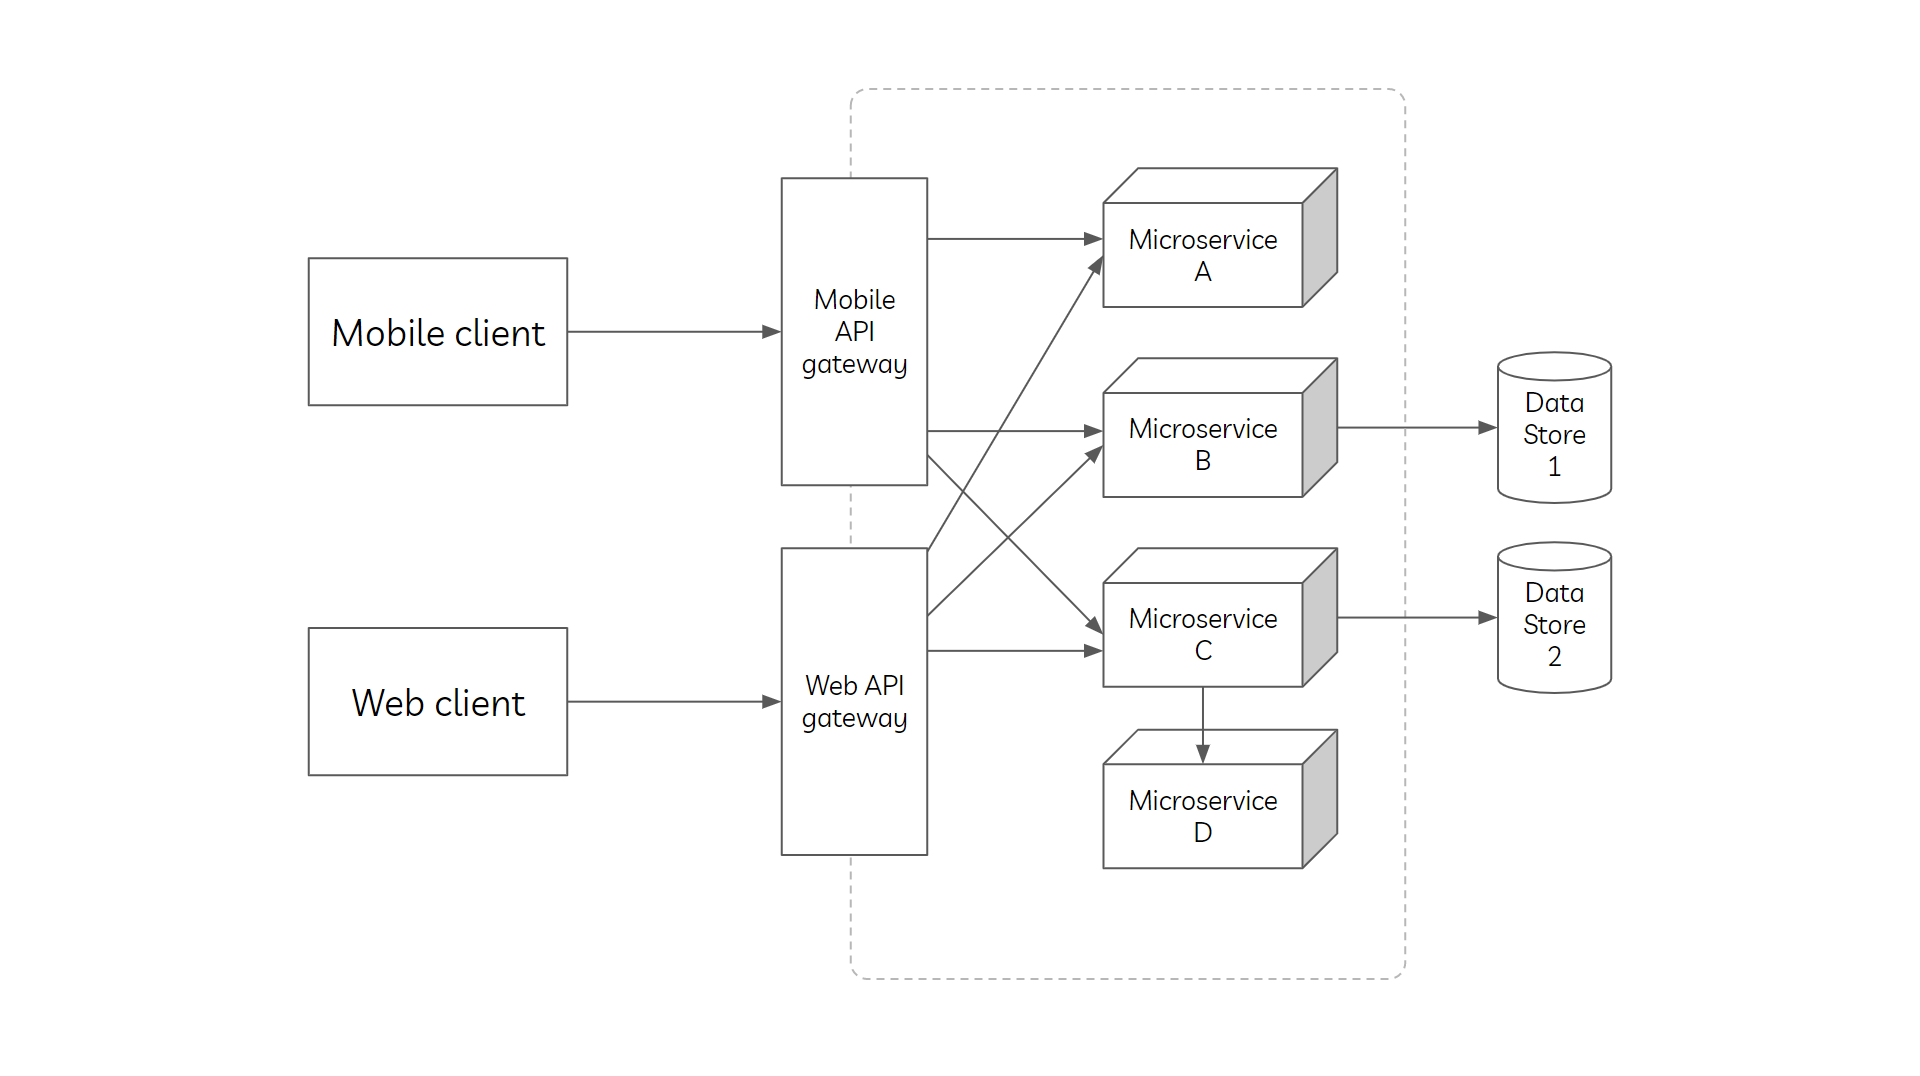 Mobile client
Mobile
API
gateway
Microservice
A
Microservice
B
Data
Store
1
Web client
Web API
gateway
Microservice
C
Data
Store
2
Microservice
D